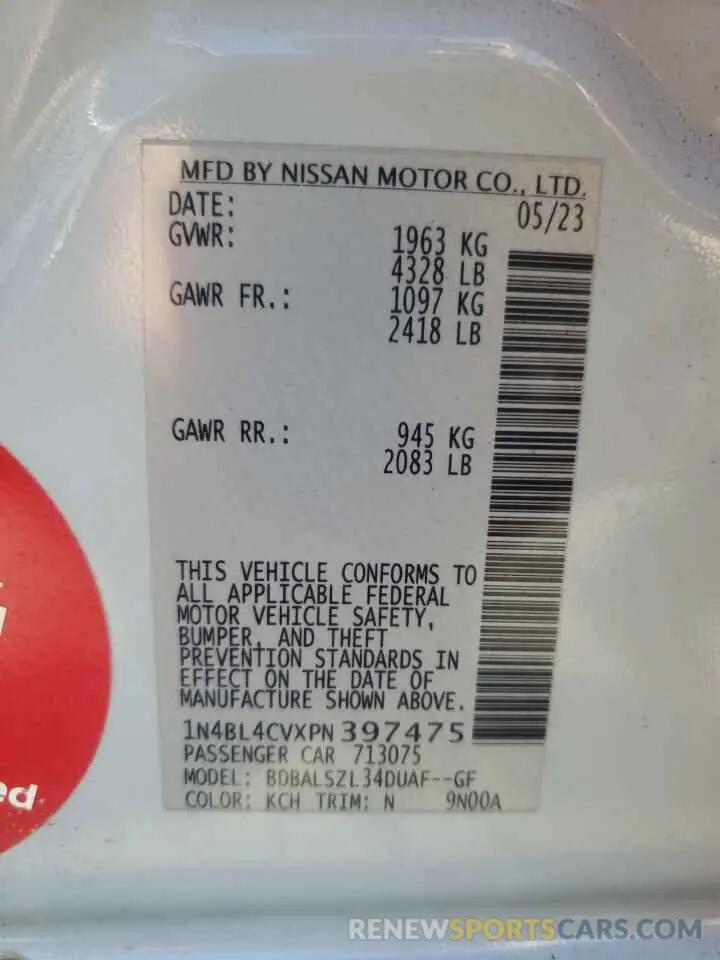 MFD BY NISSAN MOTOR CO., LTD.
DATE: 05/23
GVWR: 1963 KG
4328 LB
GAWR FR.: 1097 KG
2418 LB
GAWR RR.: 945 KG
2083 LB
THIS VEHICLE CONFORMS TO
ALL APPLICABLE FEDERAL
MOTOR VEHICLE SAFETY,
BUMPER, AND THEFT
PREVENTION STANDARDS IN
EFFECT ON THE DATE OF
MANUFACTURE SHOWN ABOVE.
1N4BL4CVXPN397475
PASSENGER CAR 713075
MODEL: BDBALSZL34DUAF--GF
COLOR: KCH TRIM: N 9N00A
ed
RENEWSPORTSCARS.COM